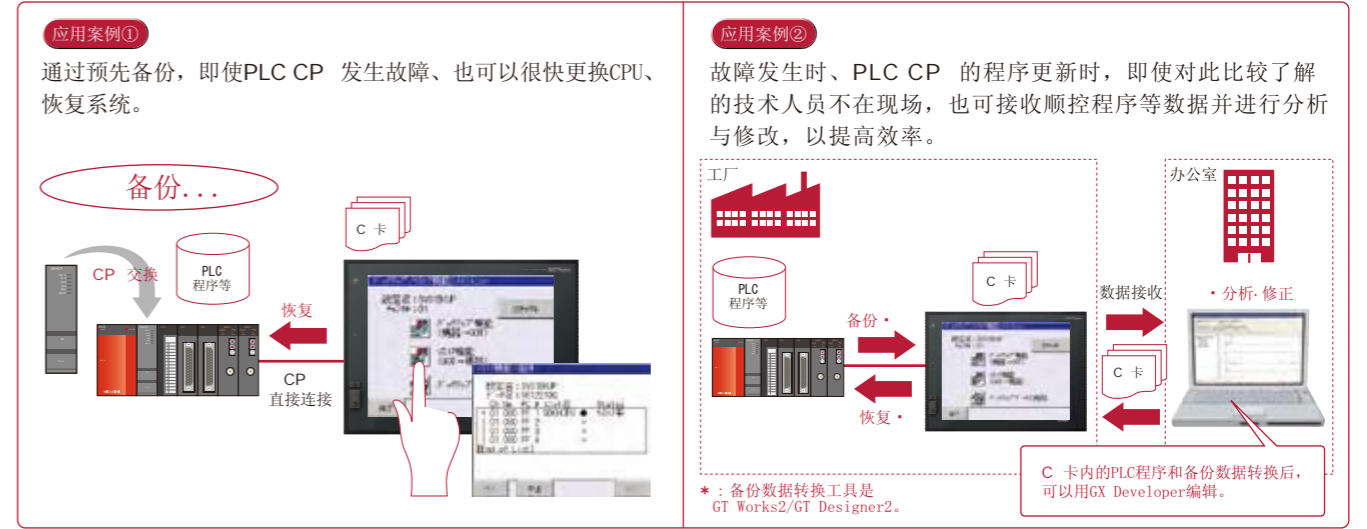 应用案例①
通过预先备份，即使PLC CP 发生故障、也可以很快更换CPU、
恢复系统。
备份...
C 卡
CP 交换
PLC
程序等
恢复
CP
直接连接
应用案例②
故障发生时、PLC CP 的程序更新时，即使对此比较了解
的技术人员不在现场，也可接收顺控程序等数据并进行分析
与修改，以提高效率。
工厂
办公室
PLC
程序等
C 卡
数据接收
・分析·修正
备份・
C 卡
恢复・
C 卡内的PLC程序和备份数据转换后，
可以用GX Developer编辑。
*：备份数据转换工具是
GT Works2/GT Designer2。